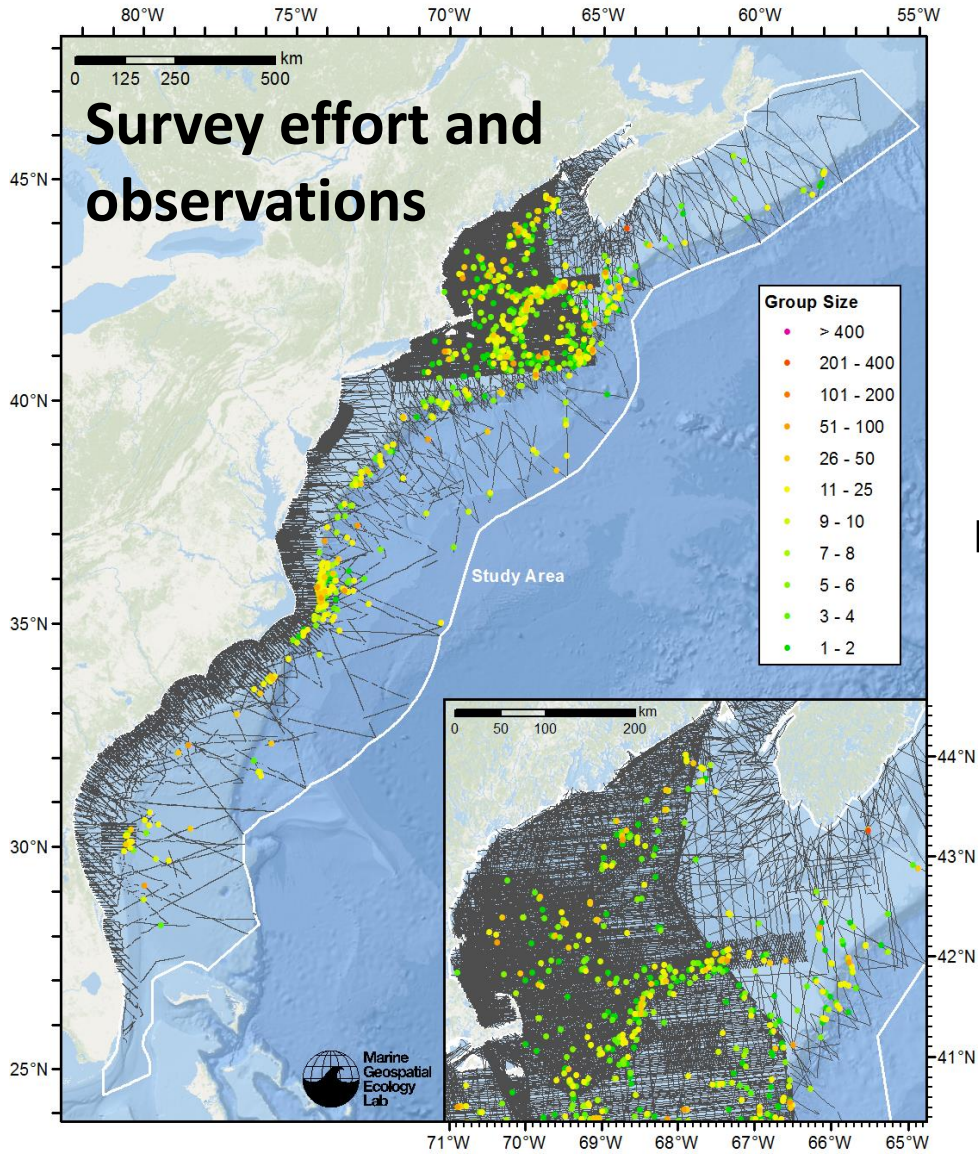 80°W 75°W 70°W 65°W 60°W 55°W
km
0 125 250 500
Survey effort and
observations
45°N
40°N
35°N
30°N
25°N
Group Size
> 400
201 - 400
101 - 200
51 - 100
26 - 50
11 - 25
9 - 10
7 - 8
5 - 6
3 - 4
1 - 2
Study Area
km
0 50 100 200
44°N
43°N
42°N
41°N
Marine
Geospatial
Ecology
Lab
71°W 70°W 69°W 68°W 67°W 66°W 65°W